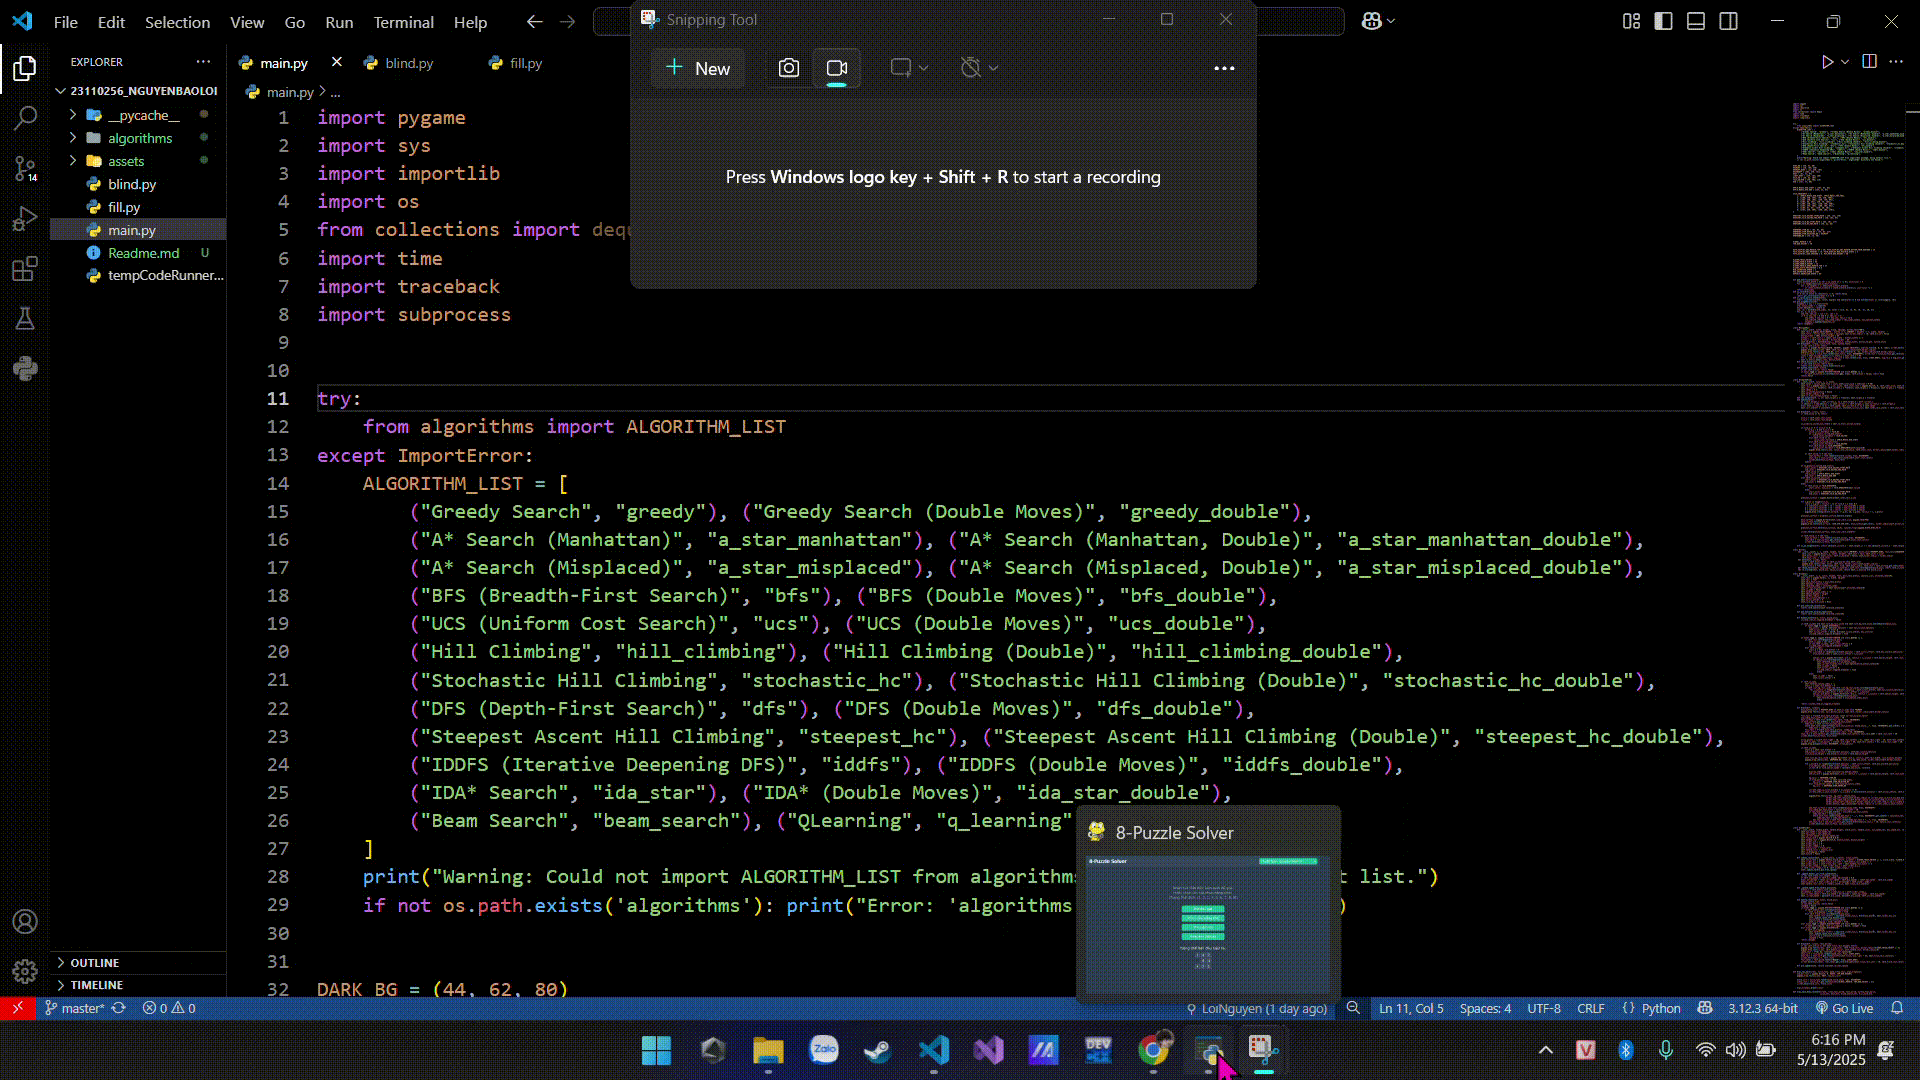 File Edit Selection View Go Run Terminal Help
Snipping Tool
New
Press Windows logo key + Shift + R to start a recording
EXPLORER
23110256_NGUYENBAOLOI
__pycache__
algorithms
assets
blind.py
fill.py
main.py
Readme.md U
tempCodeRunner...
14
OUTLINE
TIMELINE
main.py blind.py fill.py
main.py > ...
1 import pygame
2 import sys
3 import importlib
4 import os
5 from collections import dequ
6 import time
7 import traceback
8 import subprocess
9
10
11 try:
12 from algorithms import ALGORITHM_LIST
13 except ImportError:
14 ALGORITHM_LIST = [
15 ("Greedy Search", "greedy"), ("Greedy Search (Double Moves)", "greedy_double"),
16 ("A* Search (Manhattan)", "a_star_manhattan"), ("A* Search (Manhattan, Double)", "a_star_manhattan_double"),
17 ("A* Search (Misplaced)", "a_star_misplaced"), ("A* Search (Misplaced, Double)", "a_star_misplaced_double"),
18 ("BFS (Breadth-First Search)", "bfs"), ("BFS (Double Moves)", "bfs_double"),
19 ("UCS (Uniform Cost Search)", "ucs"), ("UCS (Double Moves)", "ucs_double"),
20 ("Hill Climbing", "hill_climbing"), ("Hill Climbing (Double)", "hill_climbing_double"),
21 ("Stochastic Hill Climbing", "stochastic_hc"), ("Stochastic Hill Climbing (Double)", "stochastic_hc_double"),
22 ("DFS (Depth-First Search)", "dfs"), ("DFS (Double Moves)", "dfs_double"),
23 ("Steepest Ascent Hill Climbing", "steepest_hc"), ("Steepest Ascent Hill Climbing (Double)", "steepest_hc_double"),
24 ("IDDFS (Iterative Deepening DFS)", "iddfs"), ("IDDFS (Double Moves)", "iddfs_double"),
25 ("IDA* Search", "ida_star"), ("IDA* (Double Moves)", "ida_star_double"),
26 ("Beam Search", "beam_search"), ("QLearning", "q_learning"
27 ]
28 print("Warning: Could not import ALGORITHM_LIST from algorithms t list.")
29 if not os.path.exists('algorithms'): print("Error: 'algorithms )
30
31
32 DARK_BG = (44, 62, 80)
8-Puzzle Solver
8-Puzzle Solver
master* 0 0
LoiNguyen (1 day ago) Ln 11, Col 5 Spaces: 4 UTF-8 CRLF {} Python 3.12.3 64-bit Go Live
Zalo
DEV
V
6:16 PM
5/13/2025